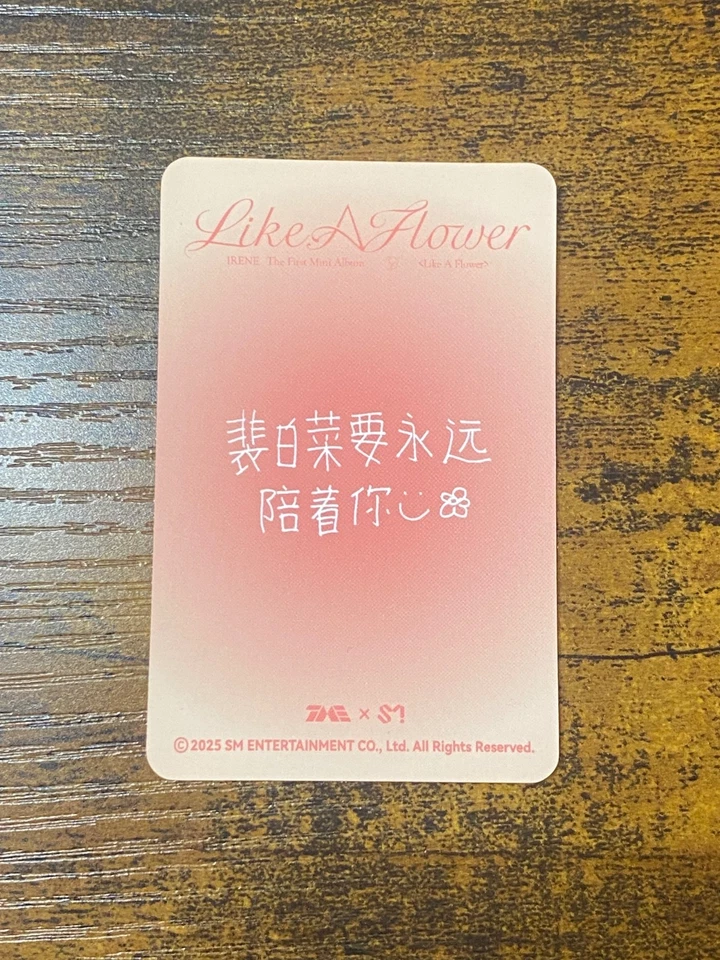 Like A Flower
IRENE The First Mini Album <Like A Flower>
裴白菜要永远
陪着你
TME × SM
©2025 SM ENTERTAINMENT CO., Ltd. All Rights Reserved.